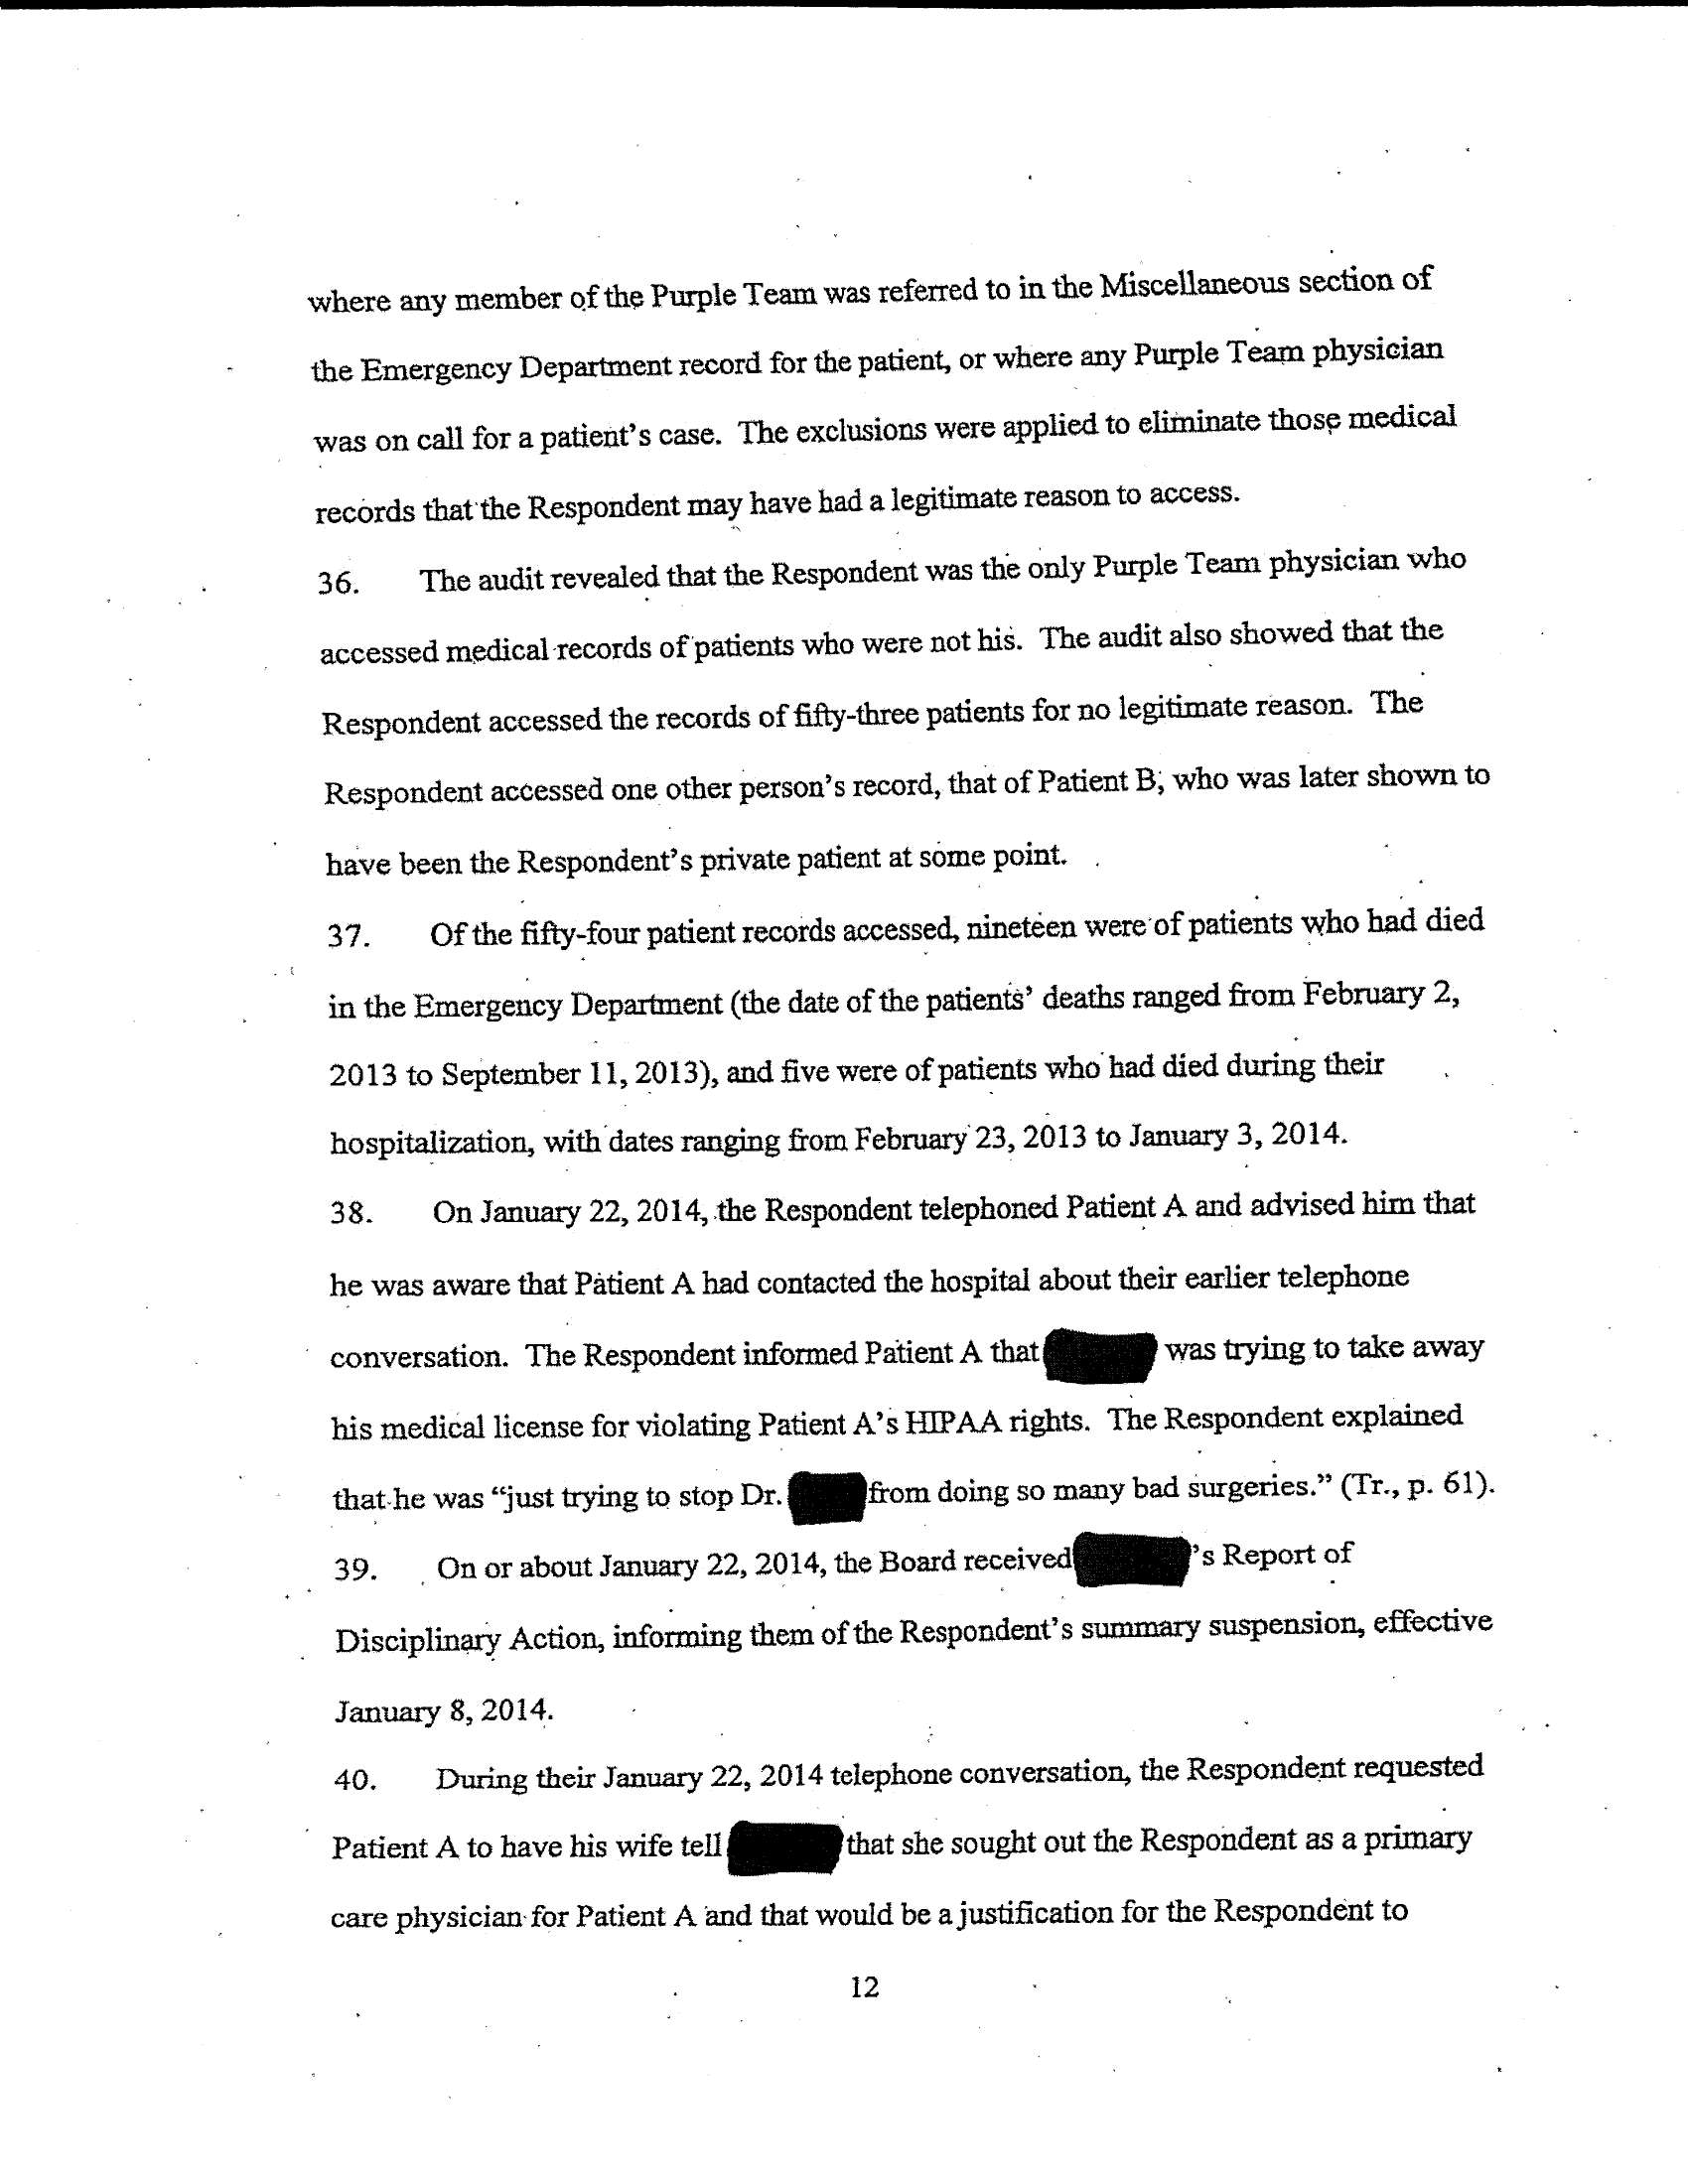 where any member of the Purple Team was referred to in the Miscellaneous section of
the Emergency Department record for the patient, or where any Purple Team physician
was on call for a patient's case. The exclusions were applied to eliminate those medical
records that the Respondent may have had a legitimate reason to access.
36. The audit revealed that the Respondent was the only Purple Team physician who
accessed medical records of patients who were not his. The audit also showed that the
Respondent accessed the records of fifty-three patients for no legitimate reason. The
Respondent accessed one other person's record, that of Patient B, who was later shown to
have been the Respondent's private patient at some point.
37. Of the fifty-four patient records accessed, nineteen were of patients who had died
in the Emergency Department (the date of the patients' deaths ranged from February 2,
2013 to September 11, 2013), and five were of patients who had died during their
hospitalization, with dates ranging from February 23, 2013 to January 3, 2014.
38. On January 22, 2014, the Respondent telephoned Patient A and advised him that
he was aware that Patient A had contacted the hospital about their earlier telephone
conversation. The Respondent informed Patient A that was trying to take away
his medical license for violating Patient A's HIPAA rights. The Respondent explained
that he was "just trying to stop Dr. from doing so many bad surgeries." (Tr., p. 61).
39. On or about January 22, 2014, the Board received 's Report of
Disciplinary Action, informing them of the Respondent's summary suspension, effective
January 8, 2014.
40. During their January 22, 2014 telephone conversation, the Respondent requested
Patient A to have his wife tell that she sought out the Respondent as a primary
care physician for Patient A and that would be a justification for the Respondent to
12